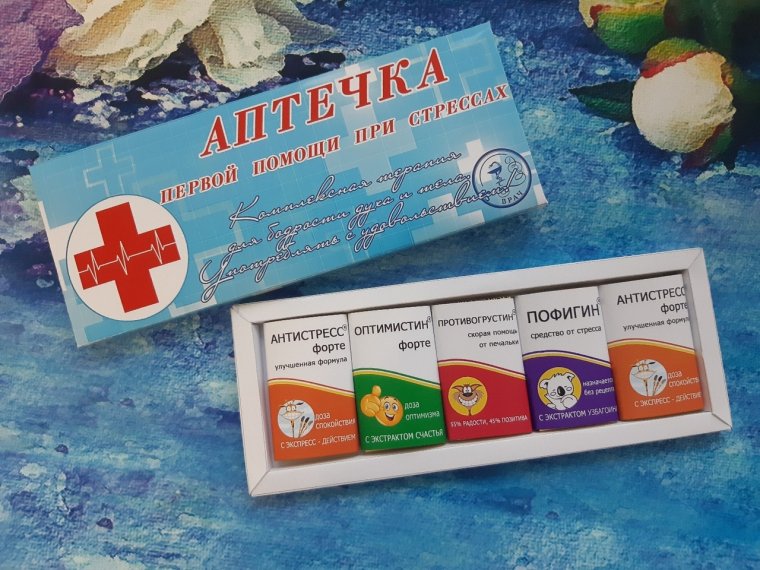 АПТЕЧКА
ПЕРВОЙ ПОМОЩИ ПРИ СТРЕССАХ
Комплексная терапия
для бодрости духа и тела.
Употреблять с удовольствием!
ВРАЧ
АНТИСТРЕСС®
форте
улучшенная формула
доза
спокойствия
С ЭКСПРЕСС - ДЕЙСТВИЕМ
ОПТИМИСТИН®
форте
доза
оптимизма
С ЭКСТРАКТОМ СЧАСТЬЯ
ПРОТИВОГРУСТИН®
скорая помощь
от печальки
55% РАДОСТИ, 45% ПОЗИТИВА
ПОФИГИН®
средство от стресса
назначается
без рецепта
С ЭКСТРАКТОМ УЗБАГОИН
АНТИСТРЕСС
форте
улучшенная формула
доза
спокойствия
С ЭКСПРЕСС - ДЕЙСТВИЕ